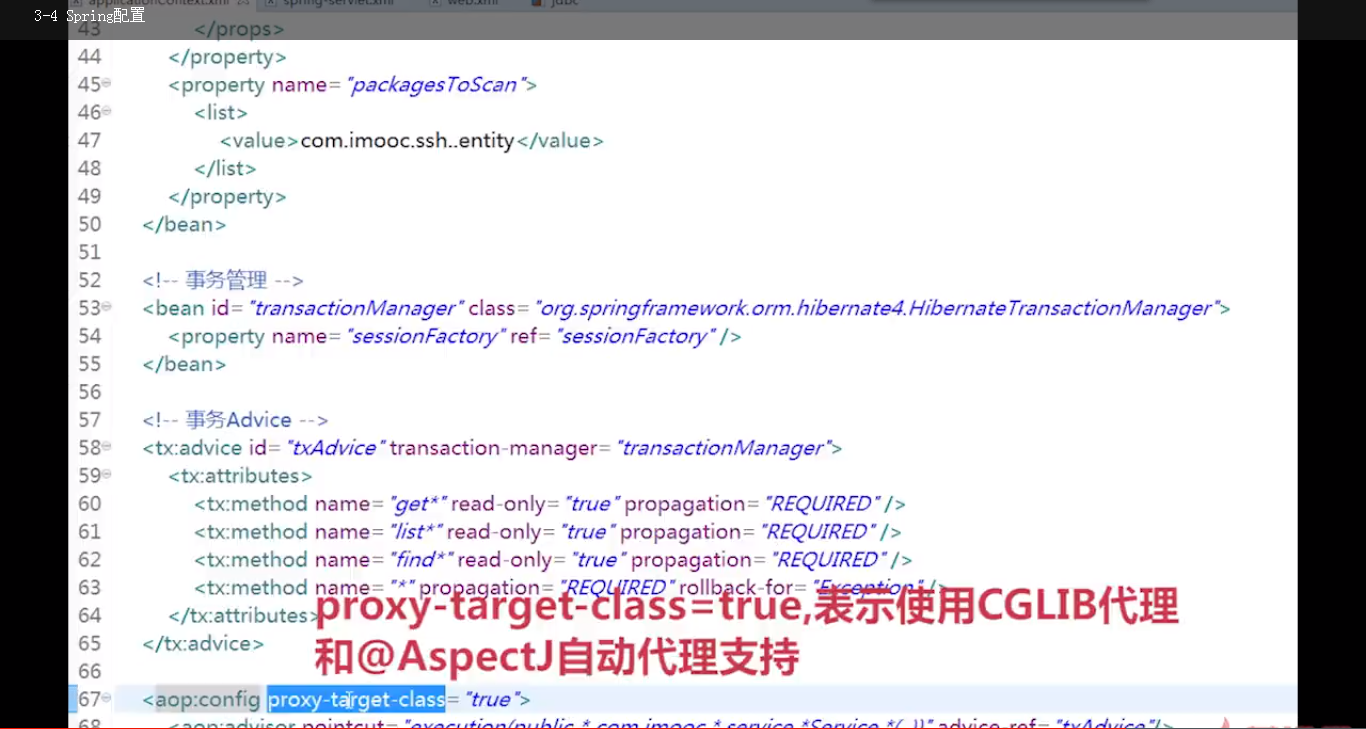 applicationContext.xml spring-servlet.xml web.xml jdbc
3-4 Spring配置
43 </props>
44 </property>
45 <property name="packagesToScan">
46 <list>
47 <value>com.imooc.ssh..entity</value>
48 </list>
49 </property>
50 </bean>
51
52 <!-- 事务管理 -->
53 <bean id="transactionManager" class="org.springframework.orm.hibernate4.HibernateTransactionManager">
54 <property name="sessionFactory" ref="sessionFactory" />
55 </bean>
56
57 <!-- 事务Advice -->
58 <tx:advice id="txAdvice" transaction-manager="transactionManager">
59 <tx:attributes>
60 <tx:method name="get*" read-only="true" propagation="REQUIRED" />
61 <tx:method name="list*" read-only="true" propagation="REQUIRED" />
62 <tx:method name="find*" read-only="true" propagation="REQUIRED" />
63 <tx:method name="*" propagation="REQUIRED" rollback-for="Exception" />
proxy-target-class=true,表示使用CGLIB代理
64 </tx:attributes>
65 </tx:advice>
和@AspectJ自动代理支持
66
67 <aop:config proxy-target-class="true">
68 <aop:advisor pointcut="execution(public * com.imooc.*.service.*Service.*(..))" advice-ref="txAdvice"/>